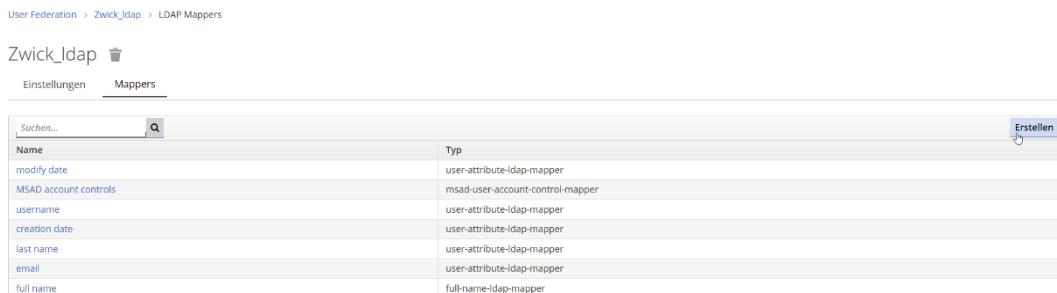 User Federation > Zwick_ldap > LDAP Mappers
Zwick_ldap
Einstellungen Mappers
Suchen... Erstellen
Name Typ
modify date user-attribute-ldap-mapper
MSAD account controls msad-user-account-control-mapper
username user-attribute-ldap-mapper
creation date user-attribute-ldap-mapper
last name user-attribute-ldap-mapper
email user-attribute-ldap-mapper
full name full-name-ldap-mapper